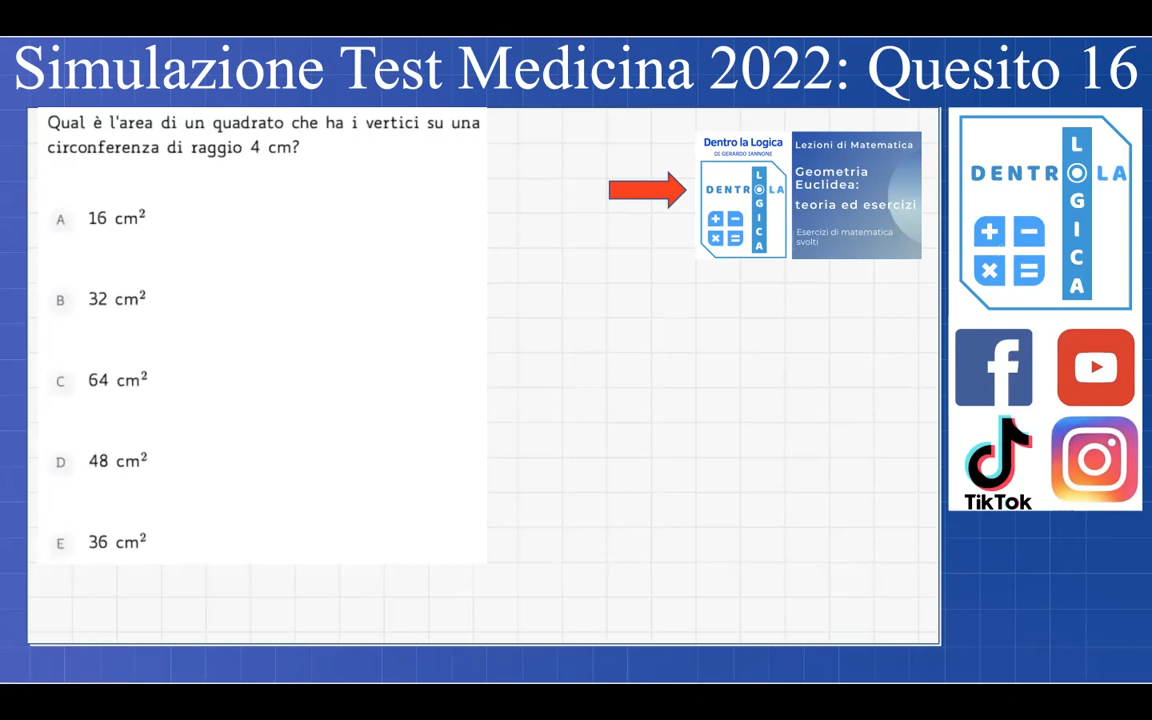 Simulazione Test Medicina 2022: Quesito 16
Qual è l'area di un quadrato che ha i vertici su una
circonferenza di raggio 4 cm?
A 16 cm²
B 32 cm²
C 64 cm²
D 48 cm²
E 36 cm²
Dentro la Logica
DI GERARDO IANNONE
DENTRO LA
LOGICA
Lezioni di Matematica
Geometria
Euclidea:
teoria ed esercizi
Esercizi di matematica
svolti
DENTRO LA
LOGICA
TikTok